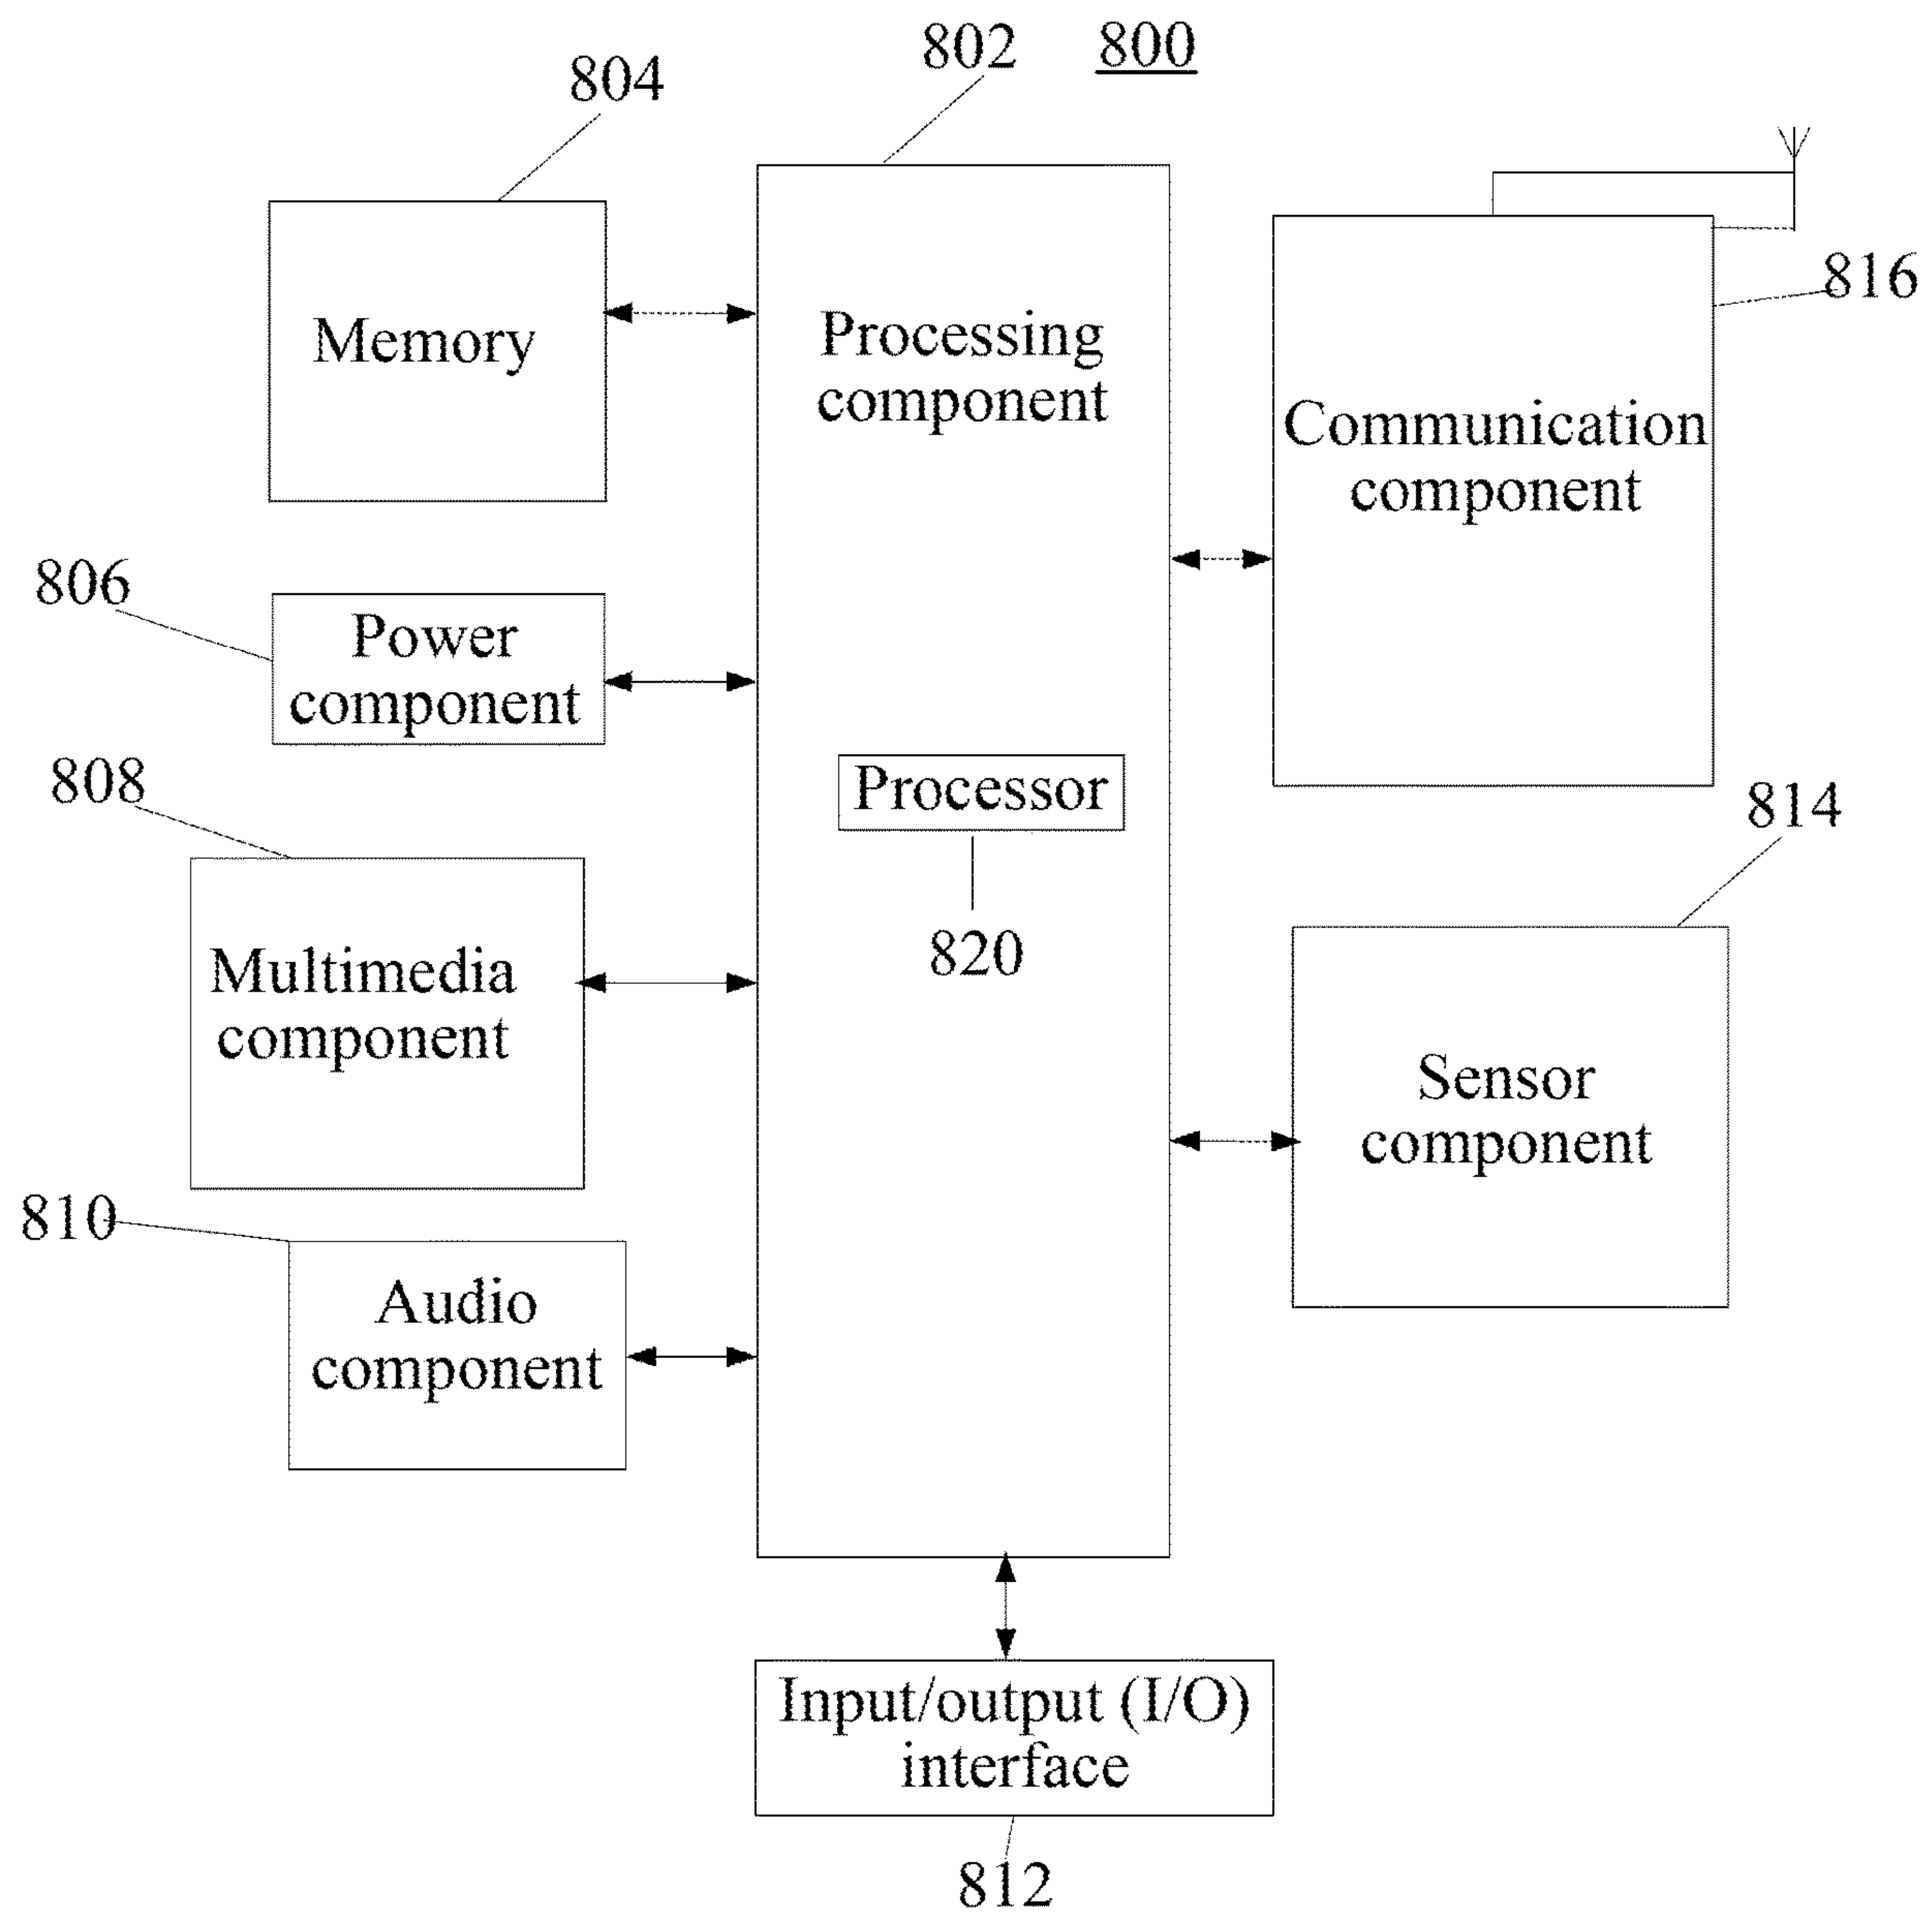 802
800
804
816
Memory
Processing
component
Communication
component
806
Power
component
808
Processor
814
820
Multimedia
component
Sensor
component
810
Audio
component
Input/output (I/O)
interface
812